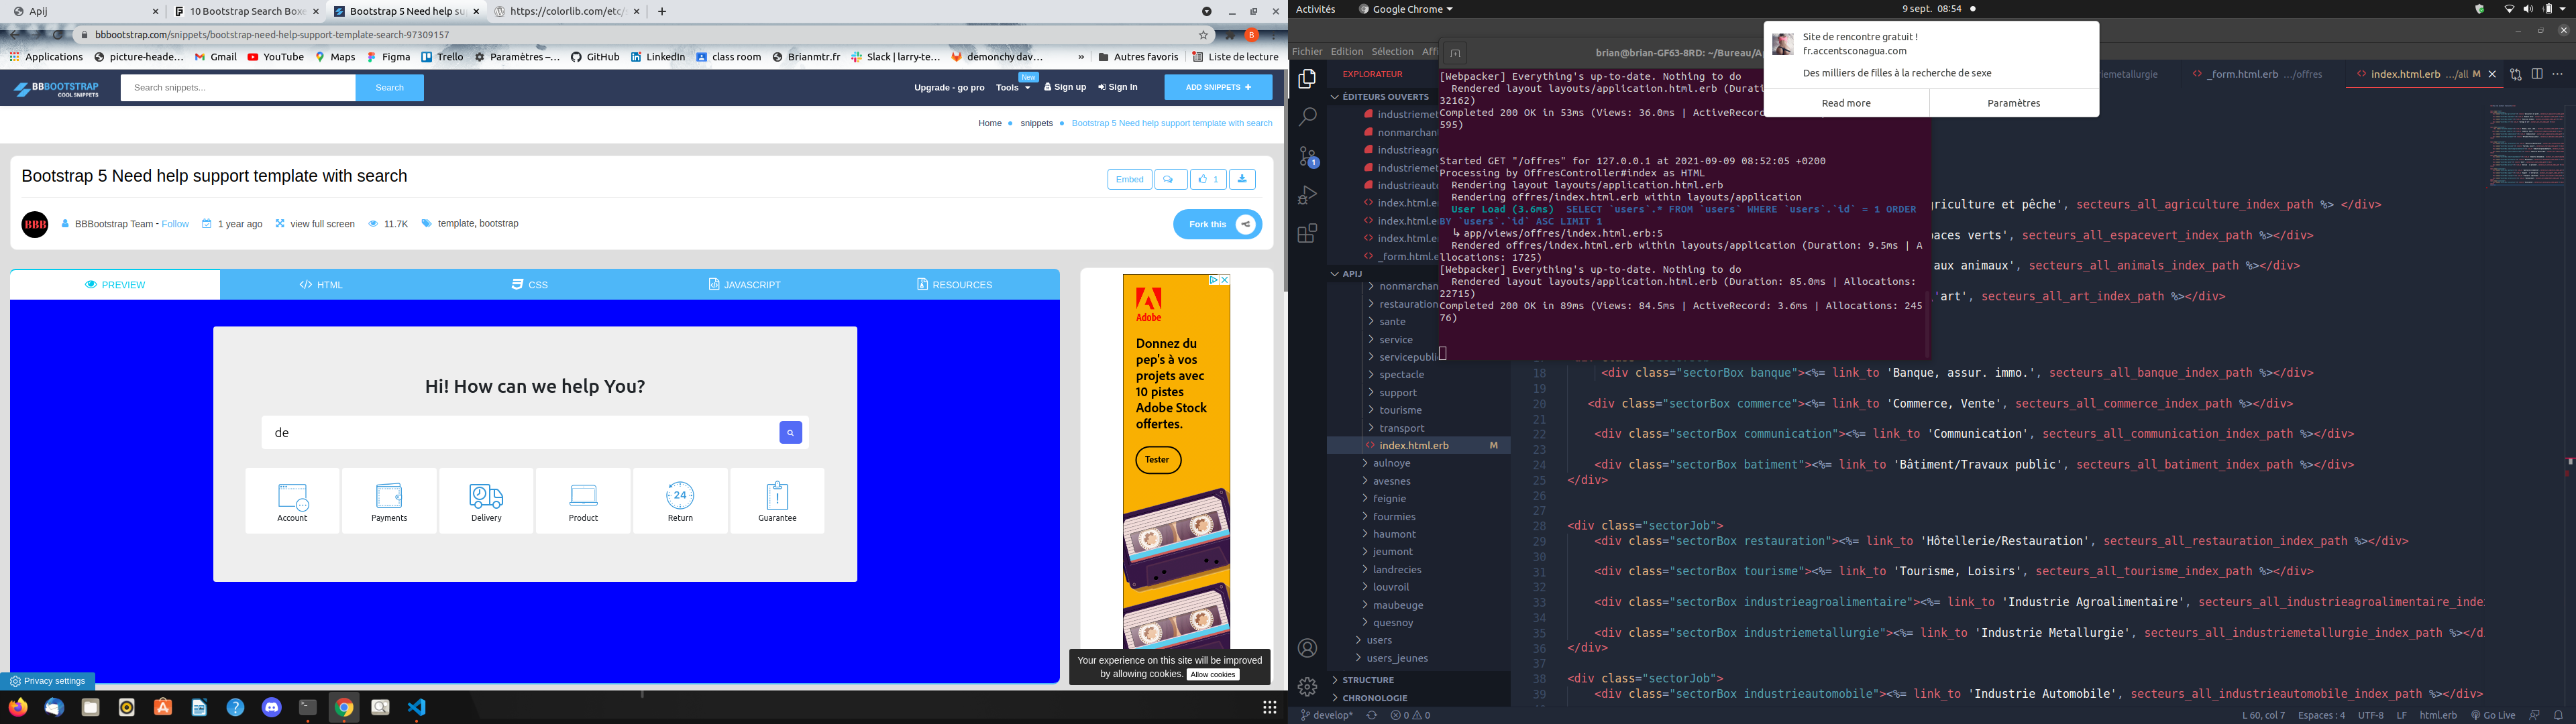 Apij
10 Bootstrap Search Boxe
Bootstrap 5 Need help su
https://colorlib.com/etc/
bbbootstrap.com/snippets/bootstrap-need-help-support-template-search-97309157
B
Applications
picture-heade…
Gmail
YouTube
Maps
Figma
Trello
Paramètres –…
GitHub
LinkedIn
class room
Brianmtr.fr
Slack | larry-te…
demonchy dav…
»
Autres favoris
Liste de lecture
BBBOOTSTRAP
COOL SNIPPETS
Search snippets...
Search
Upgrade - go pro
Tools
New
Sign up
Sign In
ADD SNIPPETS +
Home
snippets
Bootstrap 5 Need help support template with search
Bootstrap 5 Need help support template with search
Embed
1
BBB
BBBootstrap Team • Follow
1 year ago
view full screen
11.7K
template, bootstrap
Fork this
PREVIEW
</> HTML
CSS
JAVASCRIPT
RESOURCES
Hi! How can we help You?
de
Account
Payments
Delivery
Product
24
Return
Guarantee
Adobe
Donnez du
pep's à vos
projets avec
10 pistes
Adobe Stock
offertes.
Tester
Your experience on this site will be improved
by allowing cookies. Allow cookies
Privacy settings
Activités
Google Chrome
9 sept. 08:54
Fichier Edition Sélection Aff
brian@brian-GF63-8RD: ~/Bureau/A
Site de rencontre gratuit !
fr.accentsconagua.com
Des milliers de filles à la recherche de sexe
Read more
Paramètres
iemetallurgie
_form.html.erb …/offres
index.html.erb …/all M
EXPLORATEUR
ÉDITEURS OUVERTS
industriemet
nonmarchan
industrieagro
industriemet
industrieauto
index.html.er
index.html.er
index.html.er
_form.html.e
APIJ
nonmarchan
restauration
sante
service
servicepublic
spectacle
support
tourisme
transport
index.html.erb M
aulnoye
avesnes
feignie
fourmies
haumont
jeumont
landrecies
louvroil
maubeuge
quesnoy
users
users_jeunes
STRUCTURE
CHRONOLOGIE
1
[Webpacker] Everything's up-to-date. Nothing to do
Rendered layout layouts/application.html.erb (Durat
32162)
Completed 200 OK in 53ms (Views: 36.0ms | ActiveRecord
595)
Started GET "/offres" for 127.0.0.1 at 2021-09-09 08:52:05 +0200
Processing by OffresController#index as HTML
Rendering layout layouts/application.html.erb
Rendering offres/index.html.erb within layouts/application
User Load (3.6ms) SELECT `users`.* FROM `users` WHERE `users`.`id` = 1 ORDER
BY `users`.`id` ASC LIMIT 1
↳ app/views/offres/index.html.erb:5
Rendered offres/index.html.erb within layouts/application (Duration: 9.5ms | A
llocations: 1725)
[Webpacker] Everything's up-to-date. Nothing to do
Rendered layout layouts/application.html.erb (Duration: 85.0ms | Allocations:
22715)
Completed 200 OK in 89ms (Views: 84.5ms | ActiveRecord: 3.6ms | Allocations: 245
76)
riculture et pêche', secteurs_all_agriculture_index_path %> </div>
paces verts', secteurs_all_espacevert_index_path %></div>
aux animaux', secteurs_all_animals_index_path %></div>
'art', secteurs_all_art_index_path %></div>
18 <div class="sectorBox banque"><%= link_to 'Banque, assur. immo.', secteurs_all_banque_index_path %></div>
19
20 <div class="sectorBox commerce"><%= link_to 'Commerce, Vente', secteurs_all_commerce_index_path %></div>
21
22 <div class="sectorBox communication"><%= link_to 'Communication', secteurs_all_communication_index_path %></div>
23
24 <div class="sectorBox batiment"><%= link_to 'Bâtiment/Travaux public', secteurs_all_batiment_index_path %></div>
25 </div>
26
27
28 <div class="sectorJob">
29 <div class="sectorBox restauration"><%= link_to 'Hôtellerie/Restauration', secteurs_all_restauration_index_path %></div>
30
31 <div class="sectorBox tourisme"><%= link_to 'Tourisme, Loisirs', secteurs_all_tourisme_index_path %></div>
32
33 <div class="sectorBox industrieagroalimentaire"><%= link_to 'Industrie Agroalimentaire', secteurs_all_industrieagroalimentaire_inde
34
35 <div class="sectorBox industriemetallurgie"><%= link_to 'Industrie Metallurgie', secteurs_all_industriemetallurgie_index_path %></d
36 </div>
37
38 <div class="sectorJob">
39 <div class="sectorBox industrieautomobile"><%= link_to 'Industrie Automobile', secteurs_all_industrieautomobile_index_path %></div>
develop*
0 0
L 60, col 7
Espaces : 4
UTF-8
LF
html.erb
Go Live